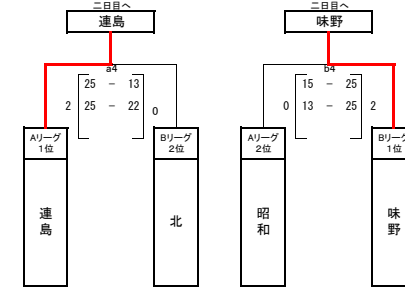 二日目へ
連島
a4
25 － 13
2 25 － 22 0
Aリーグ
1位
Bリーグ
2位
連島
北
二日目へ
味野
b4
15 － 25
0 13 － 25 2
Aリーグ
2位
Bリーグ
1位
昭和
味野